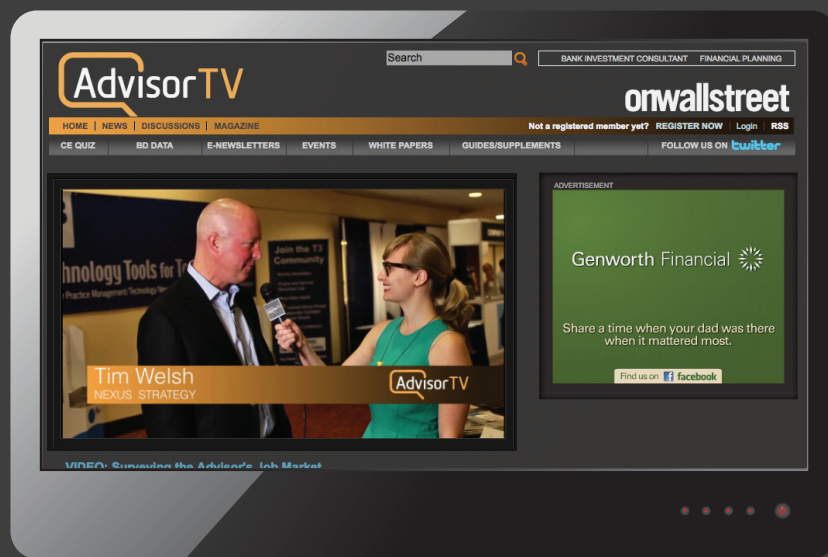 Search
BANK INVESTMENT CONSULTANT FINANCIAL PLANNING
AdvisorTV
onwallstreet
HOME | NEWS | DISCUSSIONS | MAGAZINE
Not a registered member yet? REGISTER NOW | Login | RSS
CE QUIZ BD DATA E-NEWSLETTERS EVENTS WHITE PAPERS GUIDES/SUPPLEMENTS FOLLOW US ON twitter
ADVERTISEMENT
Join the T3
Community
hnology Tools for T
Practice Management/Technology
Tim Welsh
NEXUS STRATEGY
AdvisorTV
Genworth Financial
Share a time when your dad was there
when it mattered most.
Find us on facebook
VIDEO: Surveying the Advisor's Job Market